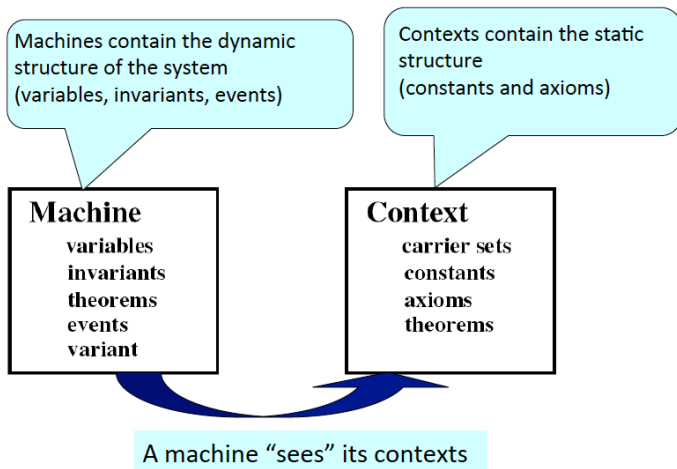 Machines contain the dynamic
structure of the system
(variables, invariants, events)
Contexts contain the static
structure
(constants and axioms)
Machine
variables
invariants
theorems
events
variant
Context
carrier sets
constants
axioms
theorems
A machine “sees” its contexts